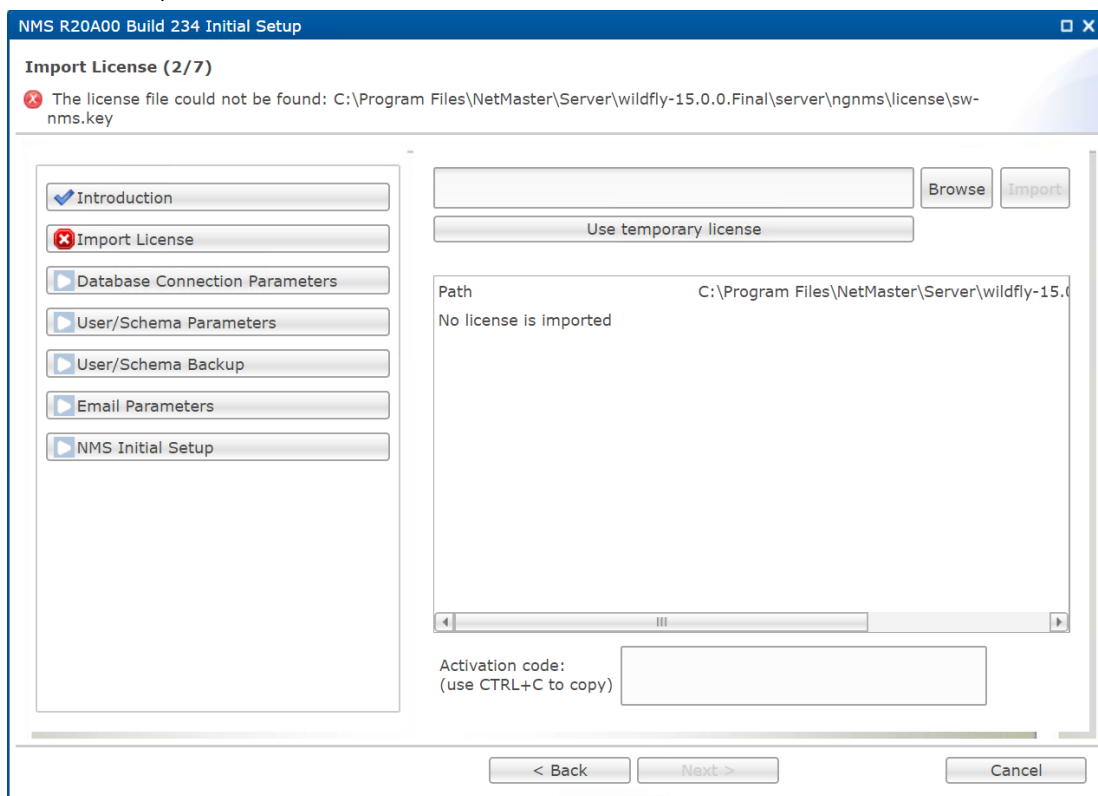 NMS R20A00 Build 234 Initial Setup
Import License (2/7)
The license file could not be found: C:\Program Files\NetMaster\Server\wildfly-15.0.0.Final\server\ngnms\license\sw-
nms.key
Introduction
Import License
Database Connection Parameters
User/Schema Parameters
User/Schema Backup
Email Parameters
NMS Initial Setup
Browse
Import
Use temporary license
Path C:\Program Files\NetMaster\Server\wildfly-15.0
No license is imported
Activation code:
(use CTRL+C to copy)
< Back
Next >
Cancel